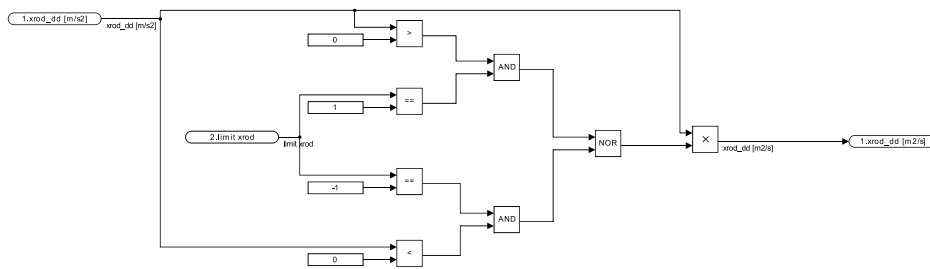 1.xrod_dd [m/s2]
xrod_dd [m/s2]
0
>
AND
1
==
2.limit xrod
limit xrod
NOR
×
xrod_dd [m2/s]
1.xrod_dd [m2/s]
-1
==
AND
0
<